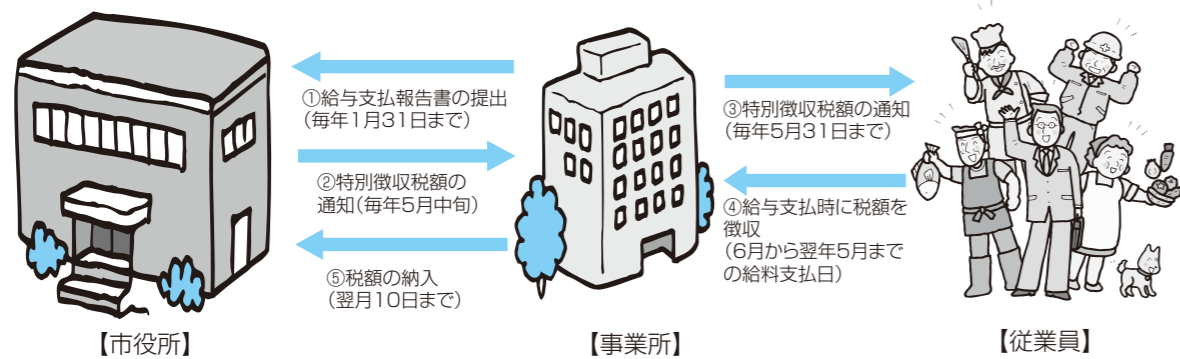 ①給与支払報告書の提出
（毎年1月31日まで）
②特別徴収税額の
通知（毎年5月中旬）
⑤税額の納入
（翌月10日まで）
③特別徴収税額の通知
（毎年5月31日まで）
④給与支払時に税額を
徴収
（6月から翌年5月まで
の給料支払日）
【市役所】
【事業所】
【従業員】